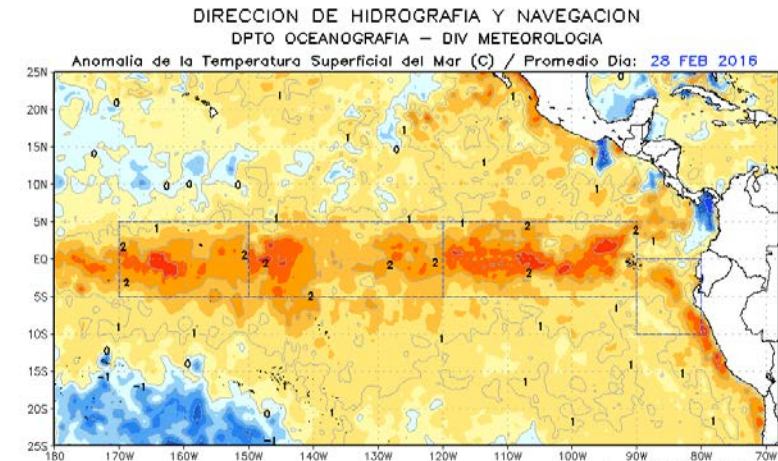 DIRECCION DE HIDROGRAFIA Y NAVEGACION
DPTO OCEANOGRAFIA – DIV METEOROLOGIA
Anomalia de la Temperatura Superficial del Mar (C) / Promedio Dia: 28 FEB 2016
25N
20N
15N
10N
5N
EQ
5S
10S
15S
20S
25S
180 170W 160W 150W 140W 130W 120W 110W 100W 90W 80W 70W